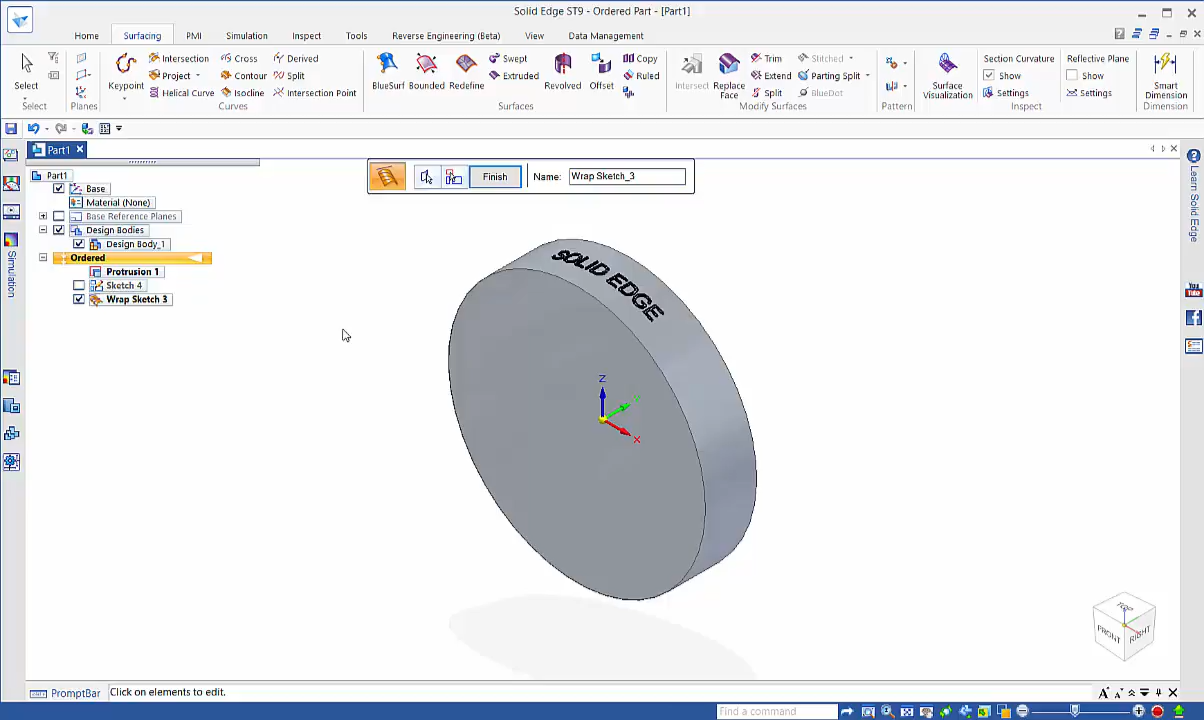 Solid Edge ST9 - Ordered Part - [Part1]
Home Surfacing PMI Simulation Inspect Tools Reverse Engineering (Beta) View Data Management
Select Keypoint Intersection Project Helical Curve Cross Contour Isocline Derived Split Intersection Point BlueSurf Bounded Redefine Swept Extruded Revolved Offset Copy Ruled Intersect Replace Face Trim Extend Split Stitched Parting Split BlueDot Surface Visualization Section Curvature Show Settings Reflective Plane Show Settings Smart Dimension
Select Planes Curves Surfaces Modify Surfaces Pattern Inspect Dimension
Part1
Part1
Base
Material (None)
Base Reference Planes
Design Bodies
Design Body_1
Ordered
Protrusion 1
Sketch 4
Wrap Sketch 3
Finish Name: Wrap Sketch_3
SOLID EDGE
Z
X
TOP
FRONT RIGHT
Simulation
Learn Solid Edge
You Tube
PromptBar Click on elements to edit.
Find a command